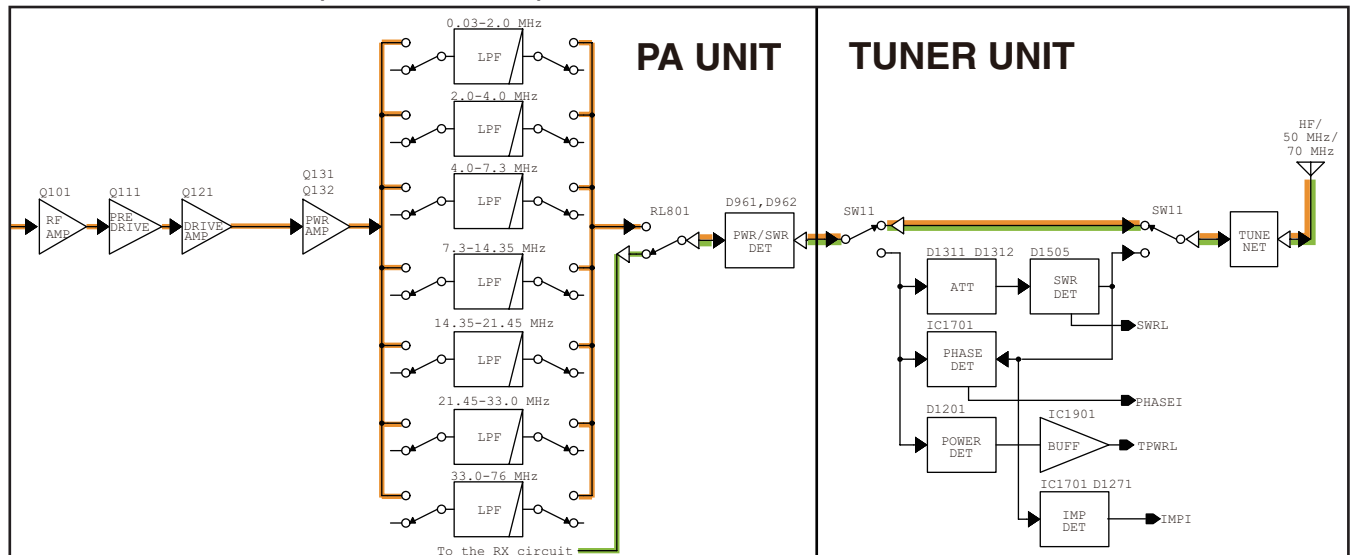 PA UNIT
TUNER UNIT
0.03-2.0 MHz
LPF
2.0-4.0 MHz
LPF
4.0-7.3 MHz
LPF
7.3-14.35 MHz
LPF
14.35-21.45 MHz
LPF
21.45-33.0 MHz
LPF
33.0-76 MHz
LPF
Q101
RF
AMP
Q111
PRE
DRIVE
Q121
DRIVE
AMP
Q131
Q132
PWR
AMP
RL801
D961,D962
PWR/SWR
DET
To the RX circuit
SW11
SW11
HF/
50 MHz/
70 MHz
TUNE
NET
D1311 D1312
ATT
D1505
SWR
DET
SWRL
IC1701
PHASE
DET
PHASEI
D1201
POWER
DET
IC1901
BUFF
TPWRL
IC1701 D1271
IMP
DET
IMPI